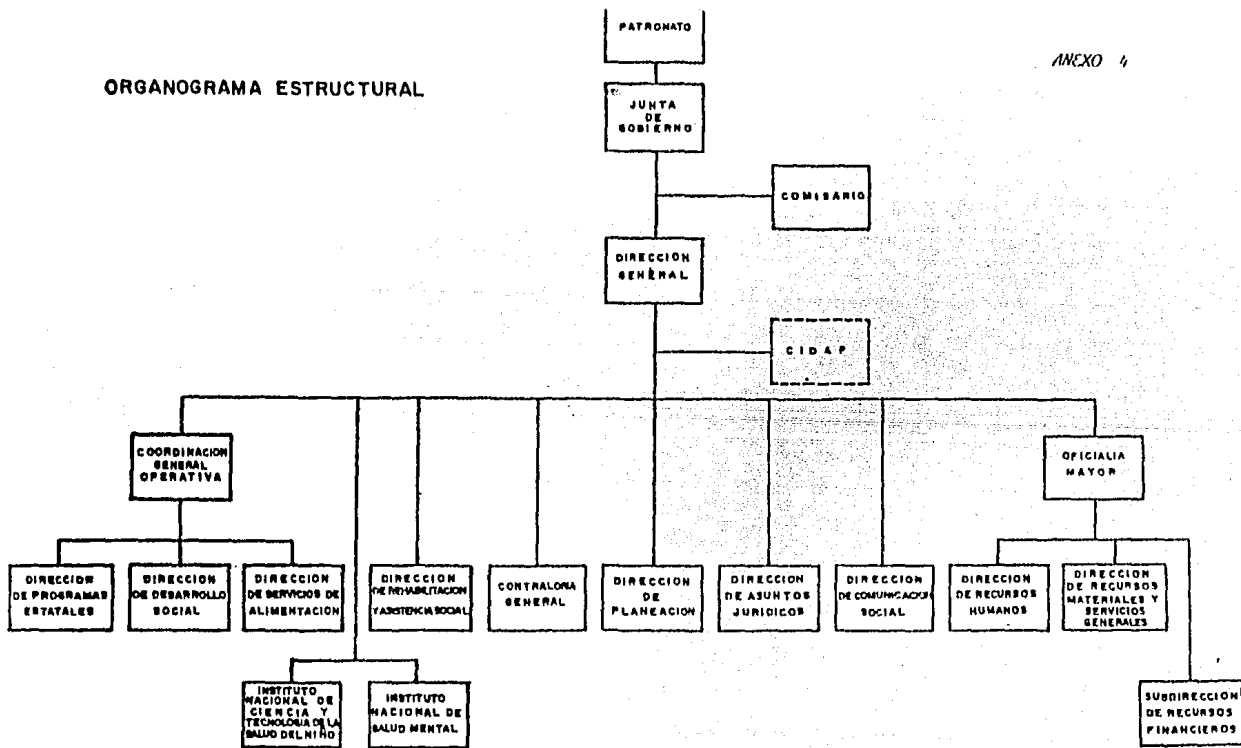 PATRONATO
ANEXO 4
ORGANOGRAMA ESTRUCTURAL
JUNTA
DE
GOBIERNO
COMISARIO
DIRECCION
GENERAL
CIDAP
COORDINACION
GENERAL
OPERATIVA
OFICIALIA
MAYOR
DIRECCION
DE PROGRAMAS
ESTATALES
DIRECCION
DE DESARROLLO
SOCIAL
DIRECCION
DE SERVICIOS DE
ALIMENTACION
DIRECCION
DE REHABILITACION
Y ASISTENCIA SOCIAL
CONTRALORIA
GENERAL
DIRECCION
DE
PLANEACION
DIRECCION
DE ASUNTOS
JURIDICOS
DIRECCION
DE COMUNICACION
SOCIAL
DIRECCION
DE RECURSOS
HUMANOS
DIRECCION
DE RECURSOS
MATERIALES Y
SERVICIOS
GENERALES
INSTITUTO
NACIONAL DE
CIENCIA Y
TECNOLOGIA DE LA
SALUD DEL NIÑO
INSTITUTO
NACIONAL DE
SALUD MENTAL
SUBDIRECCION
DE RECURSOS
FINANCIEROS